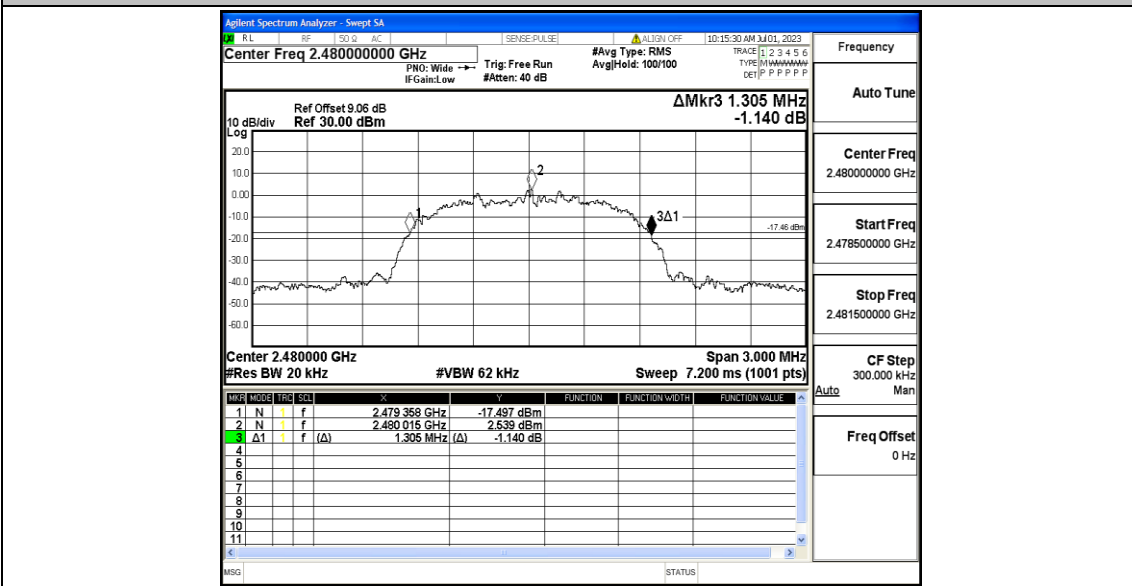 Agilent Spectrum Analyzer - Swept SA
RL RF 50 Ω AC SENSE:PULSE ALIGN OFF 10:15:30 AM Jul 01, 2023
Center Freq 2.480000000 GHz
PNO: Wide
IFGain:Low
Trig: Free Run
#Atten: 40 dB
#Avg Type: RMS
Avg|Hold: 100/100
TRACE 1 2 3 4 5 6
TYPE M
DET P P P P P P
Ref Offset 9.06 dB
Ref 30.00 dBm
10 dB/div
Log
ΔMkr3 1.305 MHz
-1.140 dB
20.0
10.0
0.00
-10.0
-20.0
-30.0
-40.0
-50.0
-60.0
1
2
3Δ1
-17.46 dBm
Center 2.480000 GHz Span 3.000 MHz
#Res BW 20 kHz #VBW 62 kHz Sweep 7.200 ms (1001 pts)
MKR MODE TRC SCL X Y FUNCTION FUNCTION WIDTH FUNCTION VALUE
1 N 1 f 2.479 358 GHz -17.497 dBm
2 N 1 f 2.480 015 GHz 2.539 dBm
3 Δ1 1 f (Δ) 1.305 MHz (Δ) -1.140 dB
4
5
6
7
8
9
10
11
MSG STATUS
Frequency
Auto Tune
Center Freq
2.480000000 GHz
Start Freq
2.478500000 GHz
Stop Freq
2.481500000 GHz
CF Step
300.000 kHz
Auto Man
Freq Offset
0 Hz